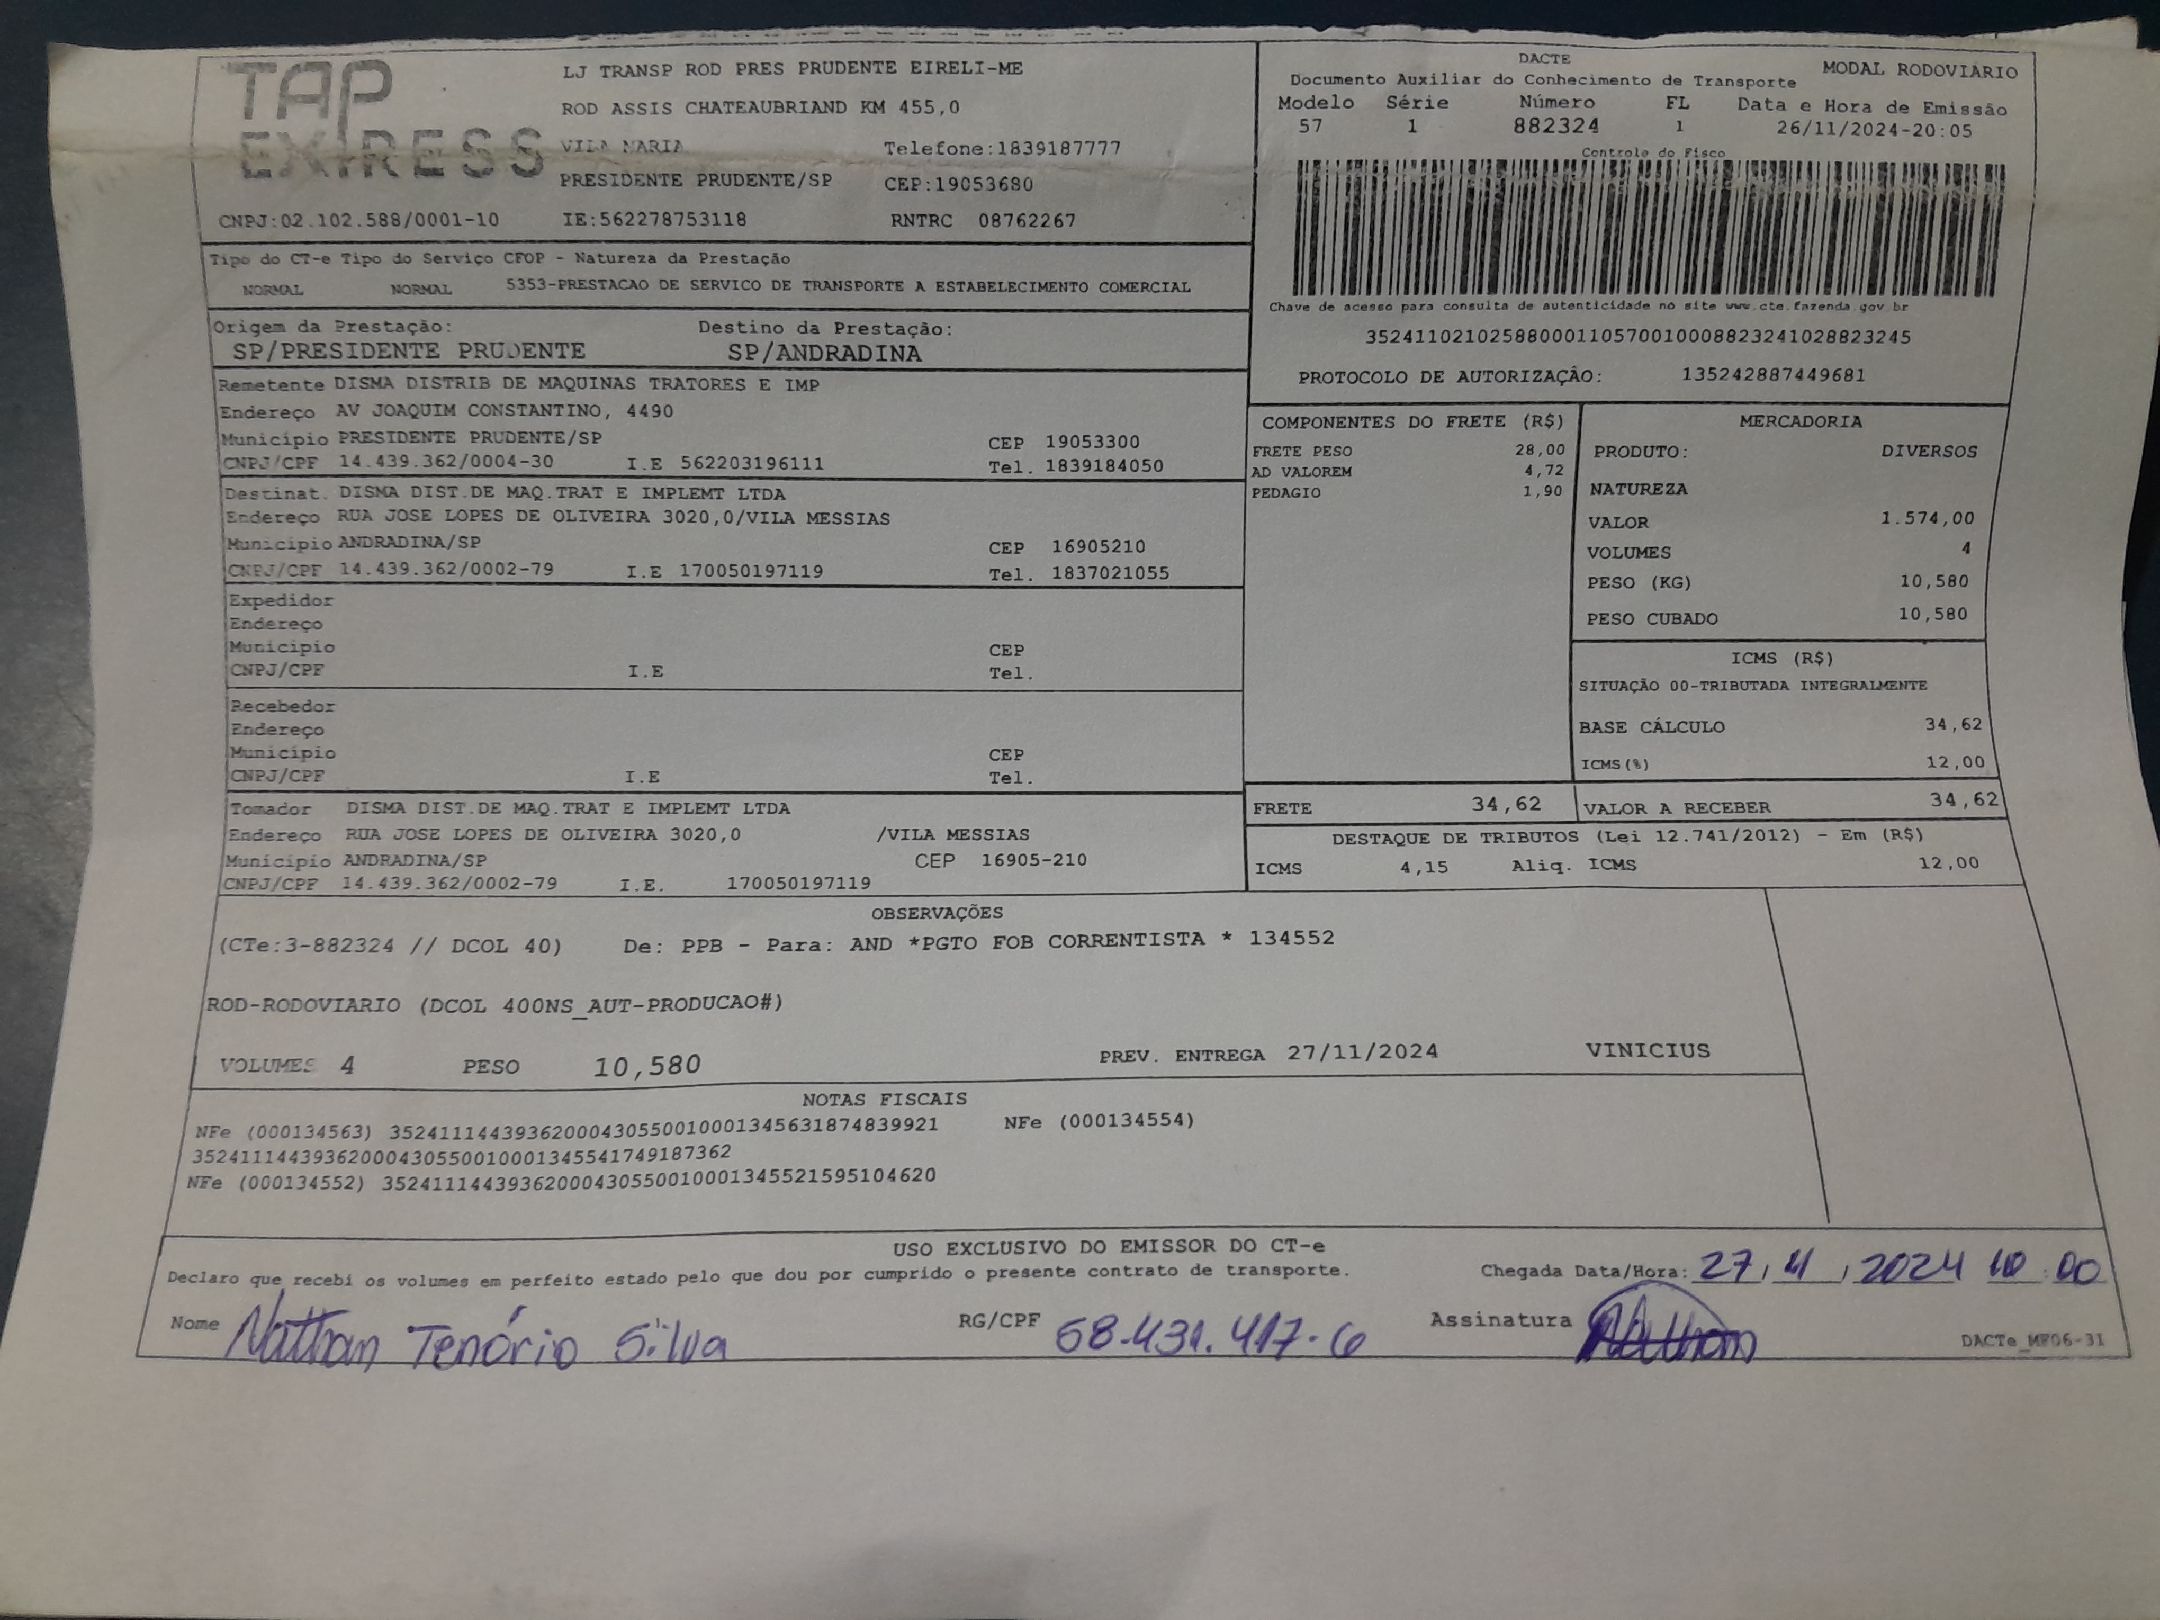 TAP
EXPRESS
LJ TRANSP ROD PRES PRUDENTE EIRELI-ME
ROD ASSIS CHATEAUBRIAND KM 455,0
VILA MARIA Telefone:1839187777
PRESIDENTE PRUDENTE/SP CEP:19053680
CNPJ:02.102.588/0001-10 IE:562278753118 RNTRC 08762267
DACTE
Documento Auxiliar do Conhecimento de Transporte MODAL RODOVIÁRIO
Modelo Série Número FL Data e Hora de Emissão
57 1 882324 1 26/11/2024-20:05
Controle do Fisco
Chave de acesso para consulta de autenticidade no site www.cte.fazenda.gov.br
35241102102588000110570010008823241028823245
PROTOCOLO DE AUTORIZAÇÃO: 135242887449681
Tipo do CT-e Tipo do Serviço CFOP - Natureza da Prestação
NORMAL NORMAL 5353-PRESTACAO DE SERVICO DE TRANSPORTE A ESTABELECIMENTO COMERCIAL
Origem da Prestação: Destino da Prestação:
SP/PRESIDENTE PRUDENTE SP/ANDRADINA
Remetente DISMA DISTRIB DE MAQUINAS TRATORES E IMP
Endereço AV JOAQUIM CONSTANTINO, 4490
Município PRESIDENTE PRUDENTE/SP CEP 19053300
CNPJ/CPF 14.439.362/0004-30 I.E 562203196111 Tel. 1839184050
Destinat. DISMA DIST.DE MAQ.TRAT E IMPLEMT LTDA
Endereço RUA JOSE LOPES DE OLIVEIRA 3020,0/VILA MESSIAS
Município ANDRADINA/SP CEP 16905210
CNPJ/CPF 14.439.362/0002-79 I.E 170050197119 Tel. 1837021055
Expedidor
Endereço
Município CEP
CNPJ/CPF I.E Tel.
Recebedor
Endereço
Município CEP
CNPJ/CPF I.E Tel.
Tomador DISMA DIST.DE MAQ.TRAT E IMPLEMT LTDA
Endereço RUA JOSE LOPES DE OLIVEIRA 3020,0 /VILA MESSIAS
Município ANDRADINA/SP CEP 16905-210
CNPJ/CPF 14.439.362/0002-79 I.E. 170050197119
COMPONENTES DO FRETE (R$)
FRETE PESO 28,00
AD VALOREM 4,72
PEDAGIO 1,90
MERCADORIA
PRODUTO: DIVERSOS
NATUREZA
VALOR 1.574,00
VOLUMES 4
PESO (KG) 10,580
PESO CUBADO 10,580
ICMS (R$)
SITUAÇÃO 00-TRIBUTADA INTEGRALMENTE
BASE CÁLCULO 34,62
ICMS(%) 12,00
FRETE 34,62 VALOR A RECEBER 34,62
DESTAQUE DE TRIBUTOS (Lei 12.741/2012) - Em (R$)
ICMS 4,15 Aliq. ICMS 12,00
OBSERVAÇÕES
(CTe:3-882324 // DCOL 40) De: PPB - Para: AND *PGTO FOB CORRENTISTA * 134552
ROD-RODOVIARIO (DCOL 400NS_AUT-PRODUCAO#)
VOLUMES 4 PESO 10,580 PREV. ENTREGA 27/11/2024 VINICIUS
NOTAS FISCAIS
NFe (000134563) 35241114439362000430550010001345631874839921 NFe (000134554)
35241114439362000430550010001345541749187362
NFe (000134552) 35241114439362000430550010001345521595104620
USO EXCLUSIVO DO EMISSOR DO CT-e
Declaro que recebi os volumes em perfeito estado pelo que dou por cumprido o presente contrato de transporte. Chegada Data/Hora: 27/11/2024 10:00
Nome Nathan Tenório Silva RG/CPF 58.431.417-6 Assinatura Nathan
DACTe_MF06-31